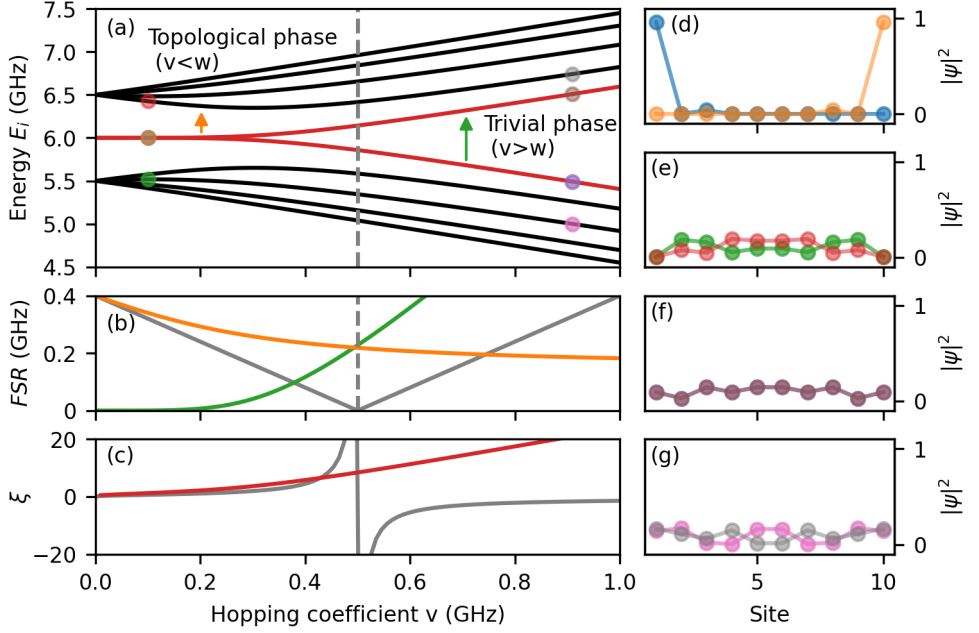 (a)
Topological phase
(v<w)
Trivial phase
(v>w)
Energy E_i (GHz)
7.5
7.0
6.5
6.0
5.5
5.0
4.5
(b)
FSR (GHz)
0.4
0.2
0
(c)
ξ
20
0
−20
0.0 0.2 0.4 0.6 0.8 1.0
Hopping coefficient v (GHz)
(d)
1
0
|ψ|²
(e)
1
0
|ψ|²
(f)
1
0
|ψ|²
(g)
1
0
|ψ|²
5 10
Site